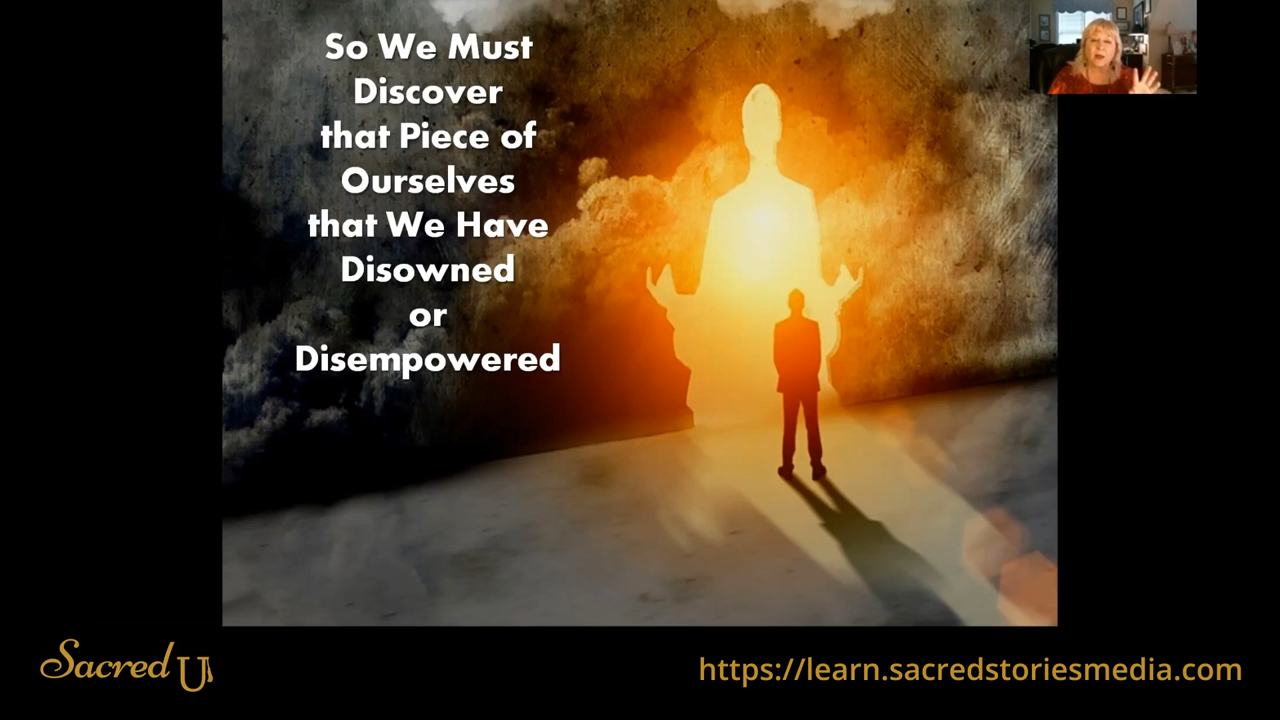 So We Must
Discover
that Piece of
Ourselves
that We Have
Disowned
or
Disempowered
Sacred U
https://learn.sacredstoriesmedia.com